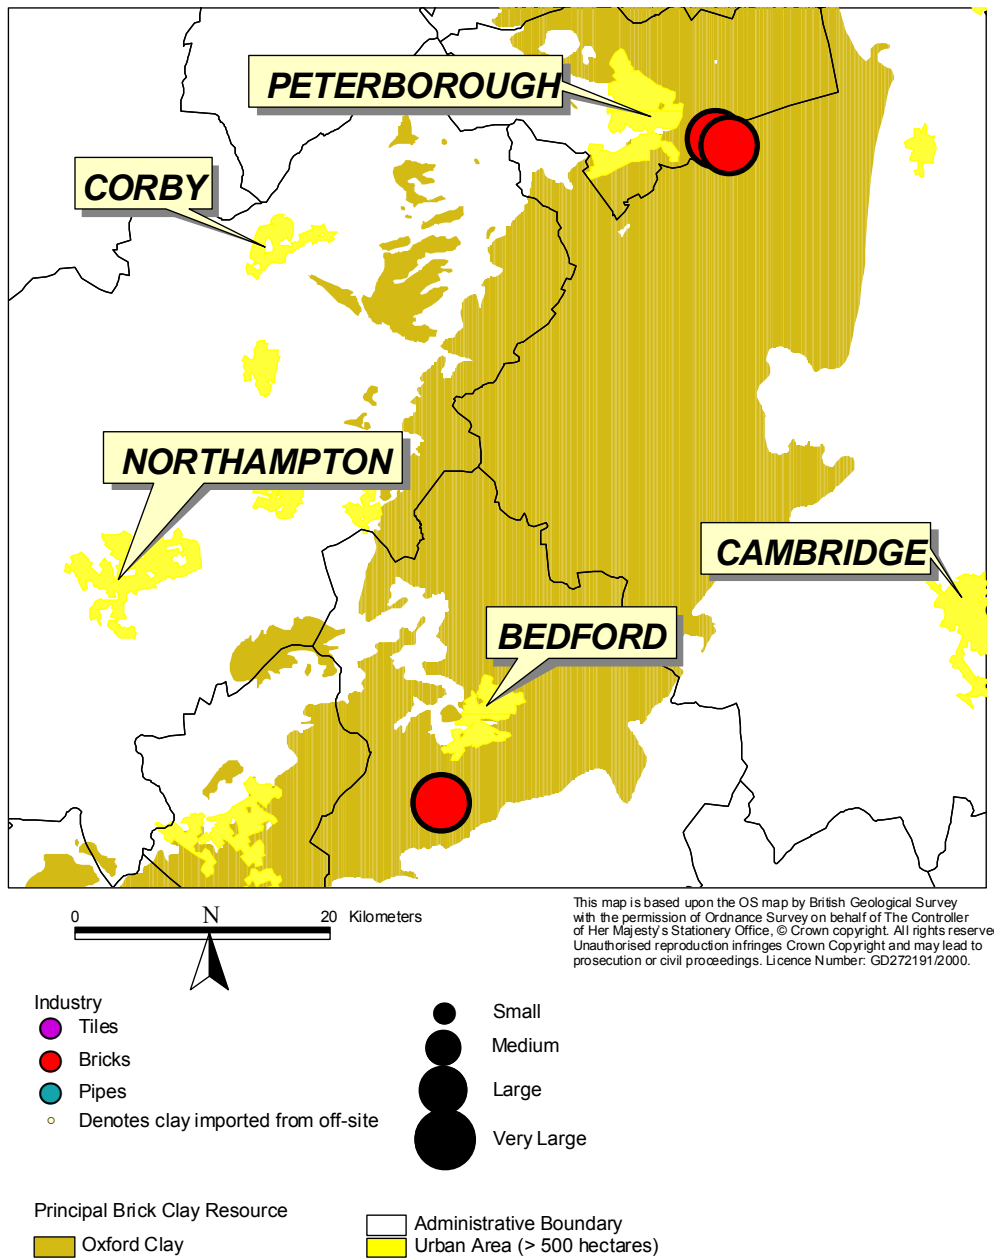 PETERBOROUGH
CORBY
NORTHAMPTON
CAMBRIDGE
BEDFORD
0 N 20 Kilometers
This map is based upon the OS map by British Geological Survey
with the permission of Ordnance Survey on behalf of The Controller
of Her Majesty's Stationery Office, © Crown copyright. All rights reserve
Unauthorised reproduction infringes Crown Copyright and may lead to
prosecution or civil proceedings. Licence Number: GD272191/2000.
Industry
Tiles
Bricks
Pipes
Denotes clay imported from off-site
Small
Medium
Large
Very Large
Principal Brick Clay Resource
Oxford Clay
Administrative Boundary
Urban Area (> 500 hectares)